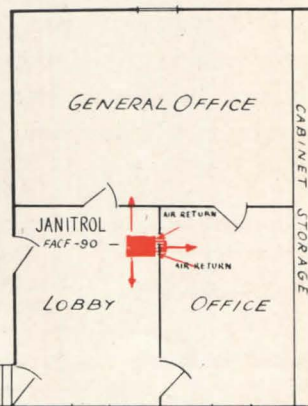 GENERAL OFFICE
CABINET STORAGE
JANITROL
FACF-90
AIR RETURN
AIR RETURN
LOBBY
OFFICE